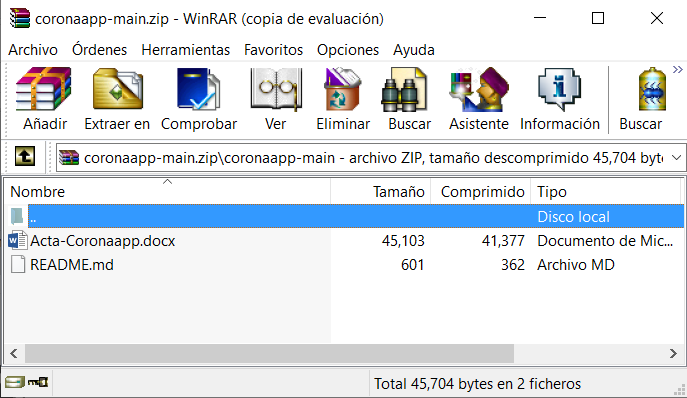 coronaapp-main.zip - WinRAR (copia de evaluación)
Archivo Órdenes Herramientas Favoritos Opciones Ayuda
Añadir Extraer en Comprobar Ver Eliminar Buscar Asistente Información Buscar
coronaapp-main.zip\coronaapp-main - archivo ZIP, tamaño descomprimido 45,704 byte
Nombre Tamaño Comprimido Tipo
.. Disco local
Acta-Coronaapp.docx 45,103 41,377 Documento de Mic...
README.md 601 362 Archivo MD
Total 45,704 bytes en 2 ficheros